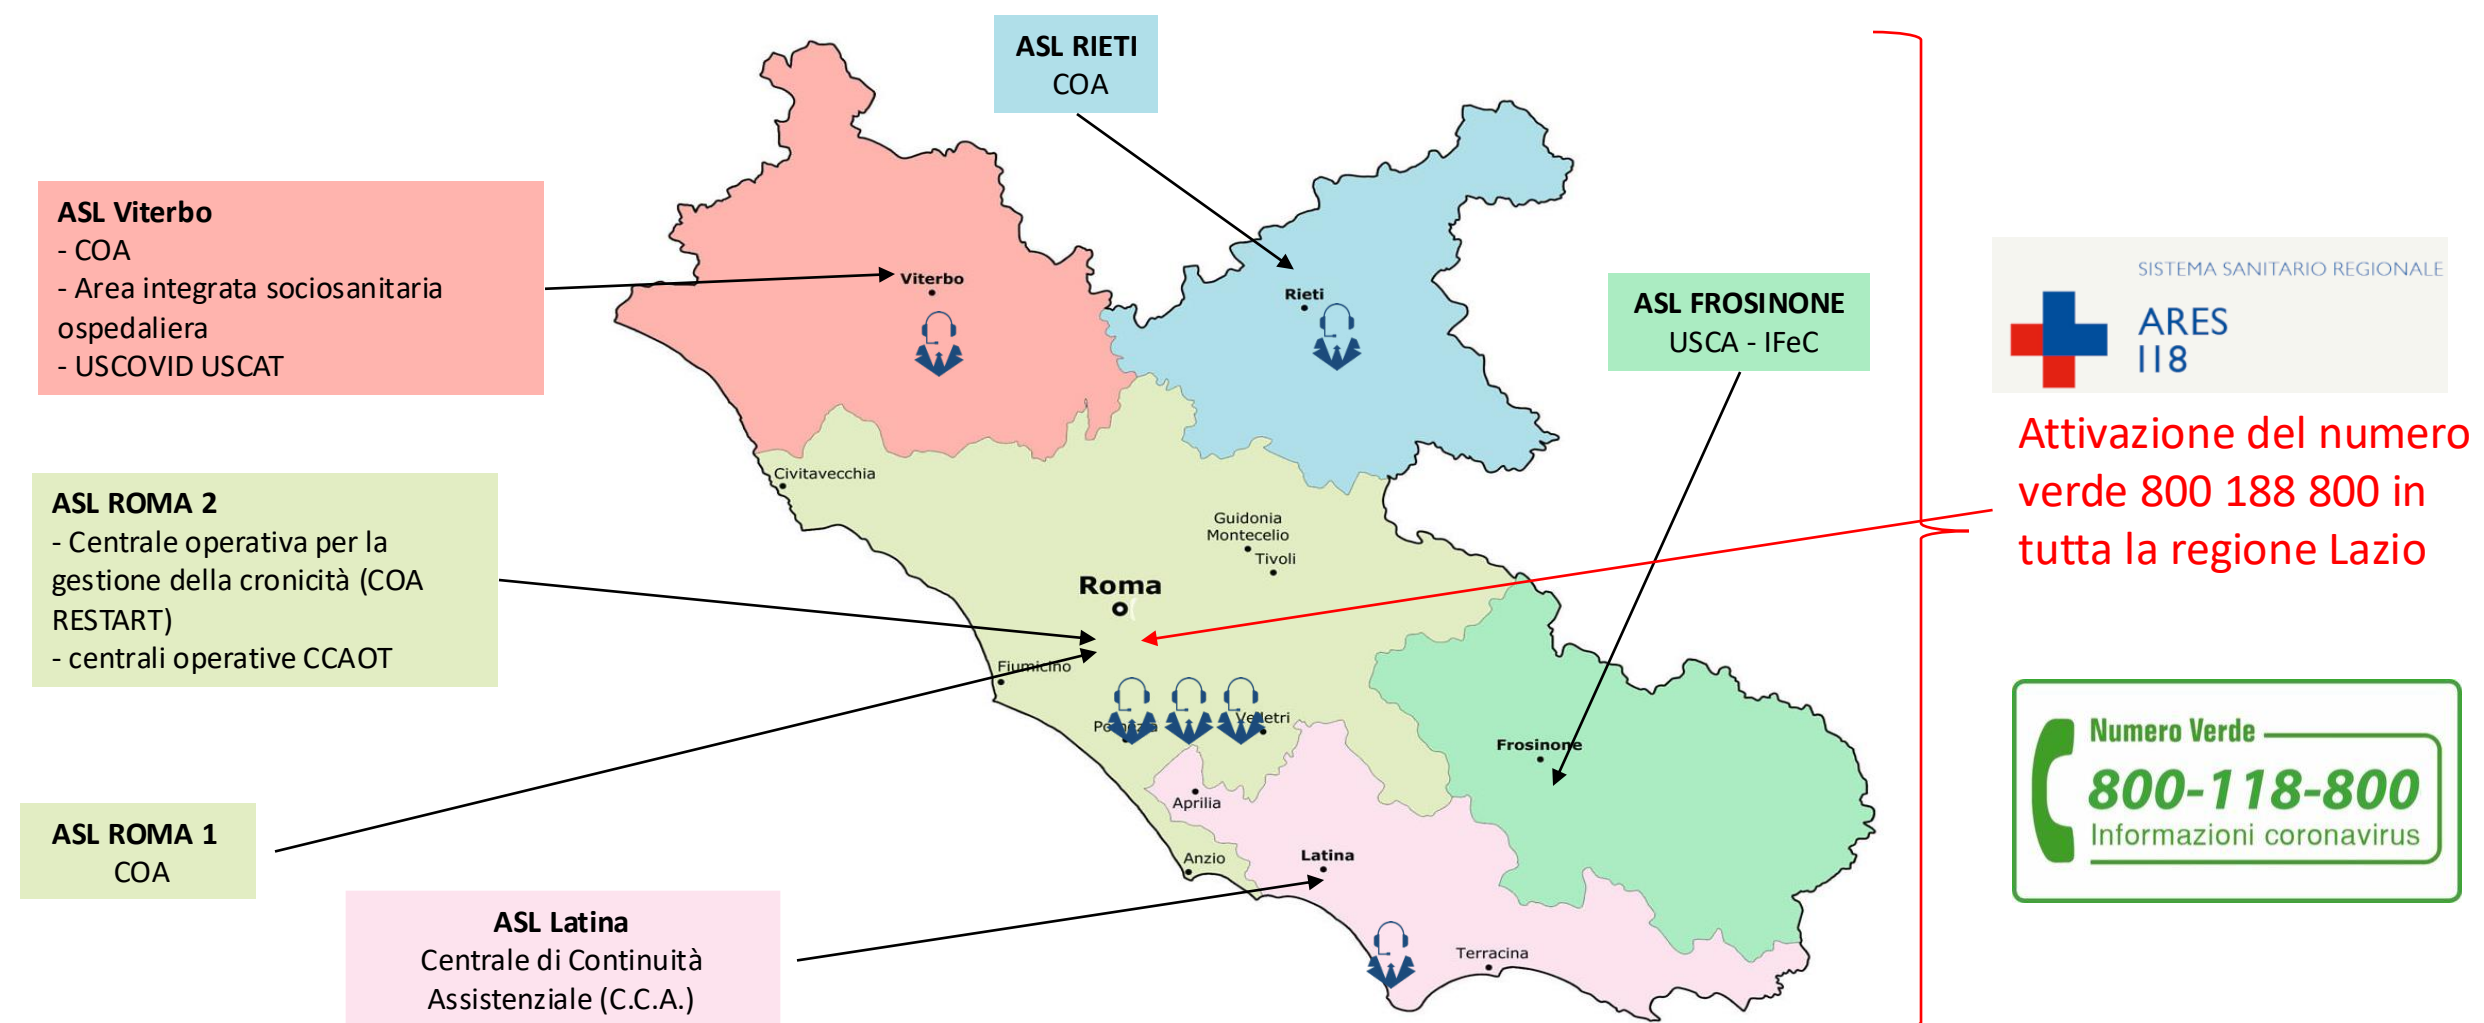 ASL RIETI
COA
ASL Viterbo
- COA
- Area integrata sociosanitaria
ospedaliera
- USCOVID USCAT
Viterbo
Rieti
ASL FROSINONE
USCA - IFeC
SISTEMA SANITARIO REGIONALE
ARES
118
Attivazione del numero
verde 800 188 800 in
tutta la regione Lazio
ASL ROMA 2
- Centrale operativa per la
gestione della cronicità (COA
RESTART)
- centrali operative CCAOT
Civitavecchia
Guidonia
Montecelio
Tivoli
Roma
Fiumicino
Pomezia
Velletri
Frosinone
Aprilia
Anzio
Latina
Terracina
Numero Verde
800-118-800
Informazioni coronavirus
ASL ROMA 1
COA
ASL Latina
Centrale di Continuità
Assistenziale (C.C.A.)